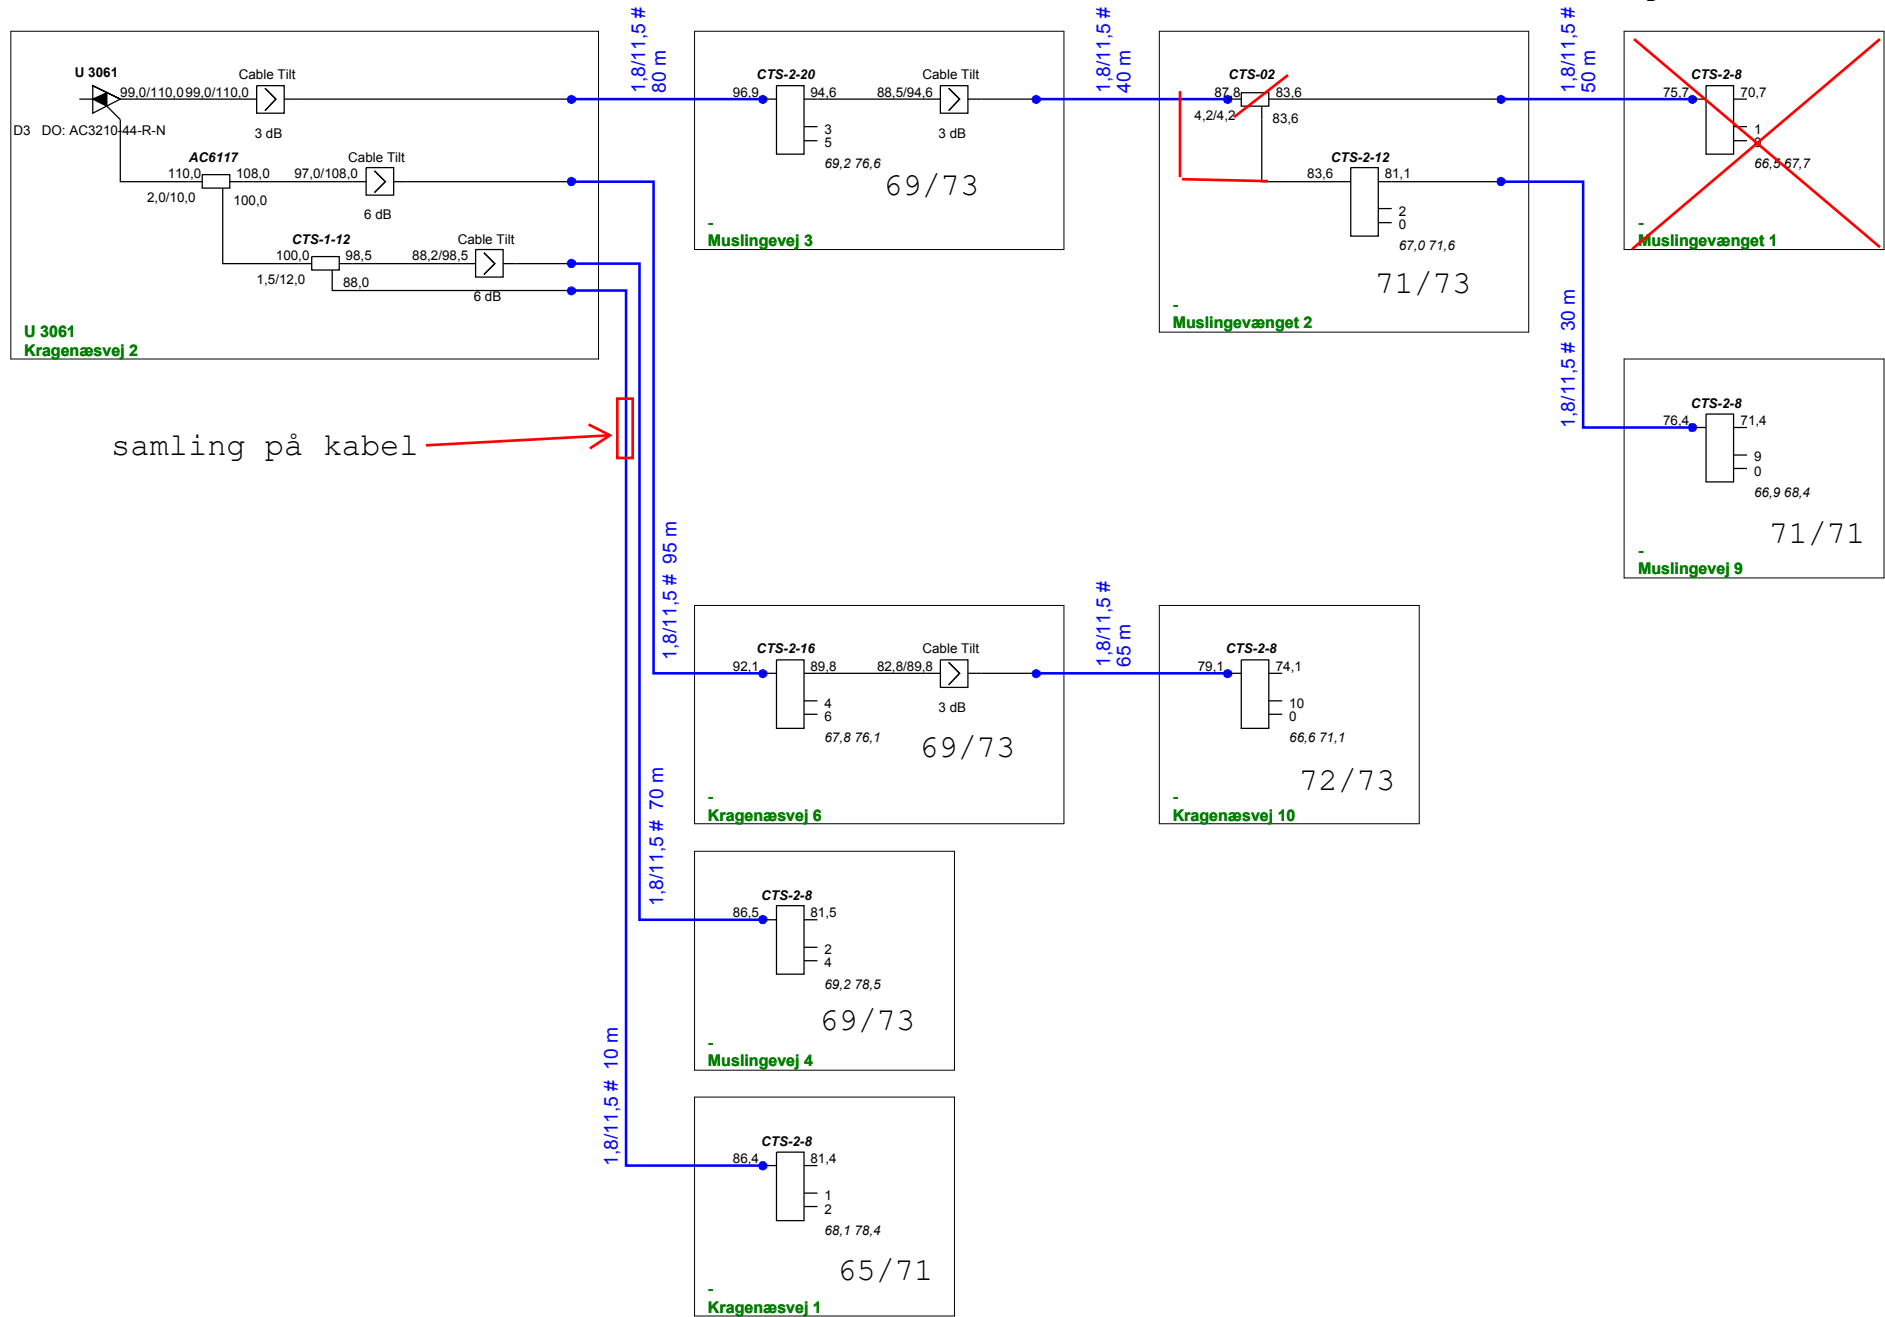 U 3061
99,0/110,0
99,0/110,0
Cable Tilt
3 dB
D3 DO: AC3210-44-R-N
AC6117
110,0
108,0
2,0/10,0
100,0
97,0/108,0
Cable Tilt
6 dB
CTS-1-12
100,0
98,5
1,5/12,0
88,0
88,2/98,5
Cable Tilt
6 dB
U 3061
Kragenæsvej 2
1,8/11,5 #
80 m
CTS-2-20
96,9
94,6
3
5
69,2 76,6
88,5/94,6
Cable Tilt
3 dB
69/73
-
Muslingevej 3
1,8/11,5 #
40 m
CTS-02
87,8
83,6
4,2/4,2
83,6
CTS-2-12
83,6
81,1
2
0
67,0 71,6
71/73
-
Muslingevænget 2
1,8/11,5 #
50 m
CTS-2-8
75,7
70,7
1
66,5 67,7
-
Muslingevænget 1
1,8/11,5 # 30 m
CTS-2-8
76,4
71,4
9
0
66,9 68,4
71/71
-
Muslingevej 9
samling på kabel
1,8/11,5 # 95 m
CTS-2-16
92,1
89,8
4
6
67,8 76,1
82,8/89,8
Cable Tilt
3 dB
69/73
-
Kragenæsvej 6
1,8/11,5 #
65 m
CTS-2-8
79,1
74,1
10
0
66,6 71,1
72/73
-
Kragenæsvej 10
1,8/11,5 # 70 m
CTS-2-8
86,5
81,5
2
4
69,2 78,5
69/73
-
Muslingevej 4
1,8/11,5 # 10 m
CTS-2-8
86,4
81,4
1
2
68,1 78,4
65/71
-
Kragenæsvej 1